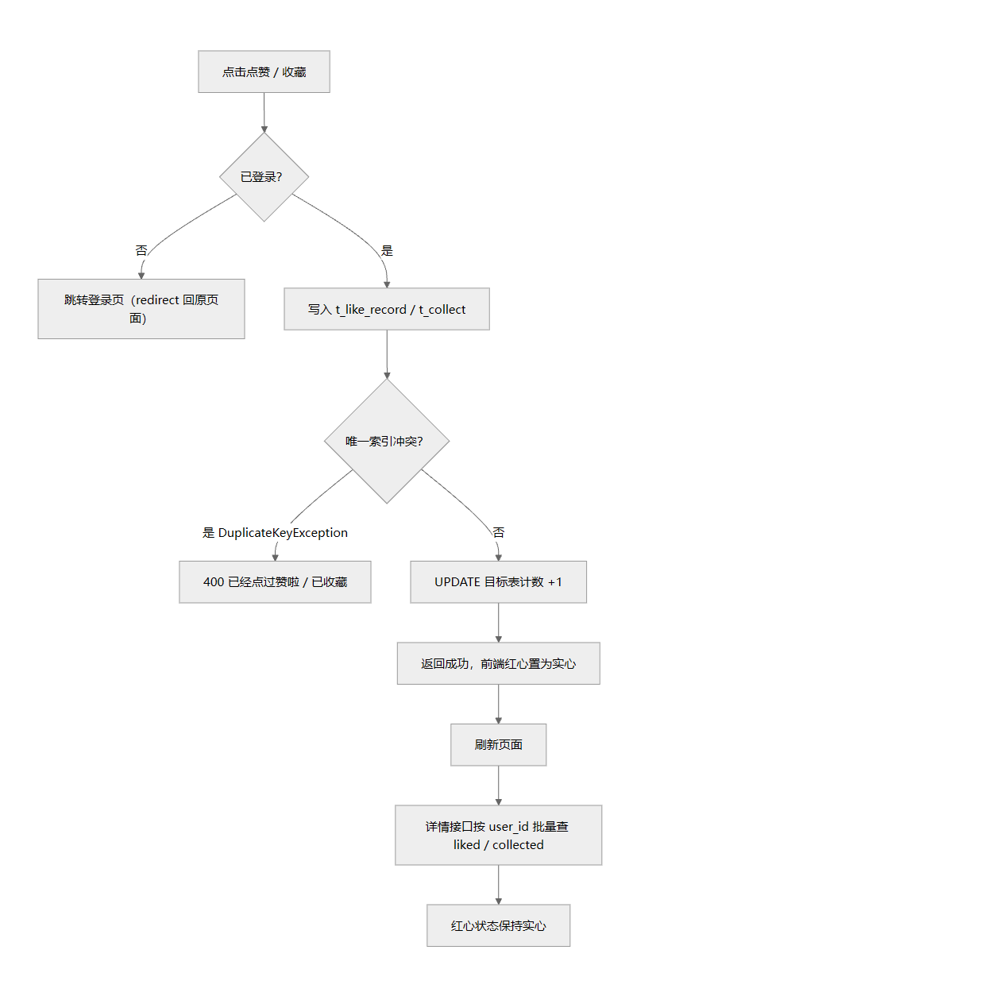 点击点赞 / 收藏
已登录？
否
是
跳转登录页（redirect 回原页
面）
写入 t_like_record / t_collect
唯一索引冲突？
是 DuplicateKeyException
否
400 已经点过赞啦 / 已收藏
UPDATE 目标表计数 +1
返回成功，前端红心置为实心
刷新页面
详情接口按 user_id 批量查
liked / collected
红心状态保持实心